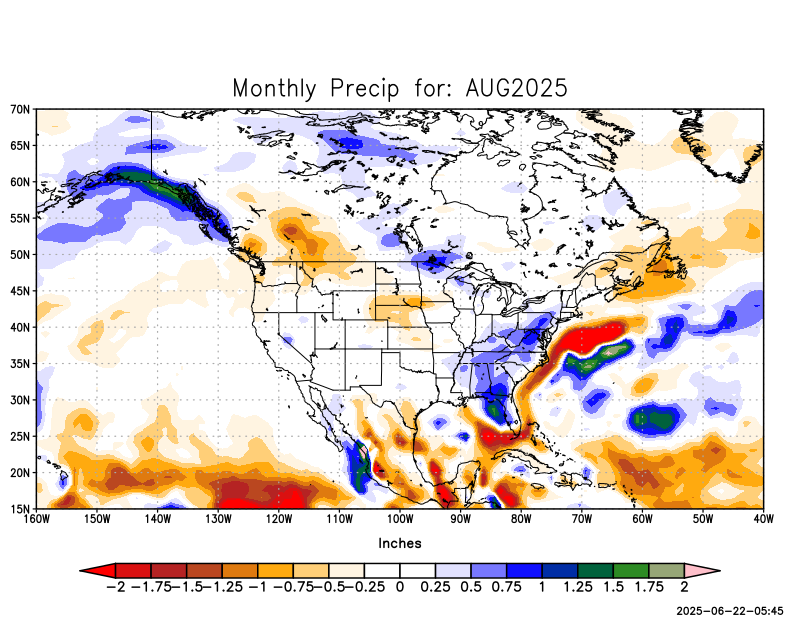 Monthly Precip for: AUG2025
70N
65N
60N
55N
50N
45N
40N
35N
30N
25N
20N
15N
160W 150W 140W 130W 120W 110W 100W 90W 80W 70W 60W 50W 40W
Inches
-2 -1.75 -1.5 -1.25 -1 -0.75 -0.5 -0.25 0 0.25 0.5 0.75 1 1.25 1.5 1.75 2
2025-06-22-05:45